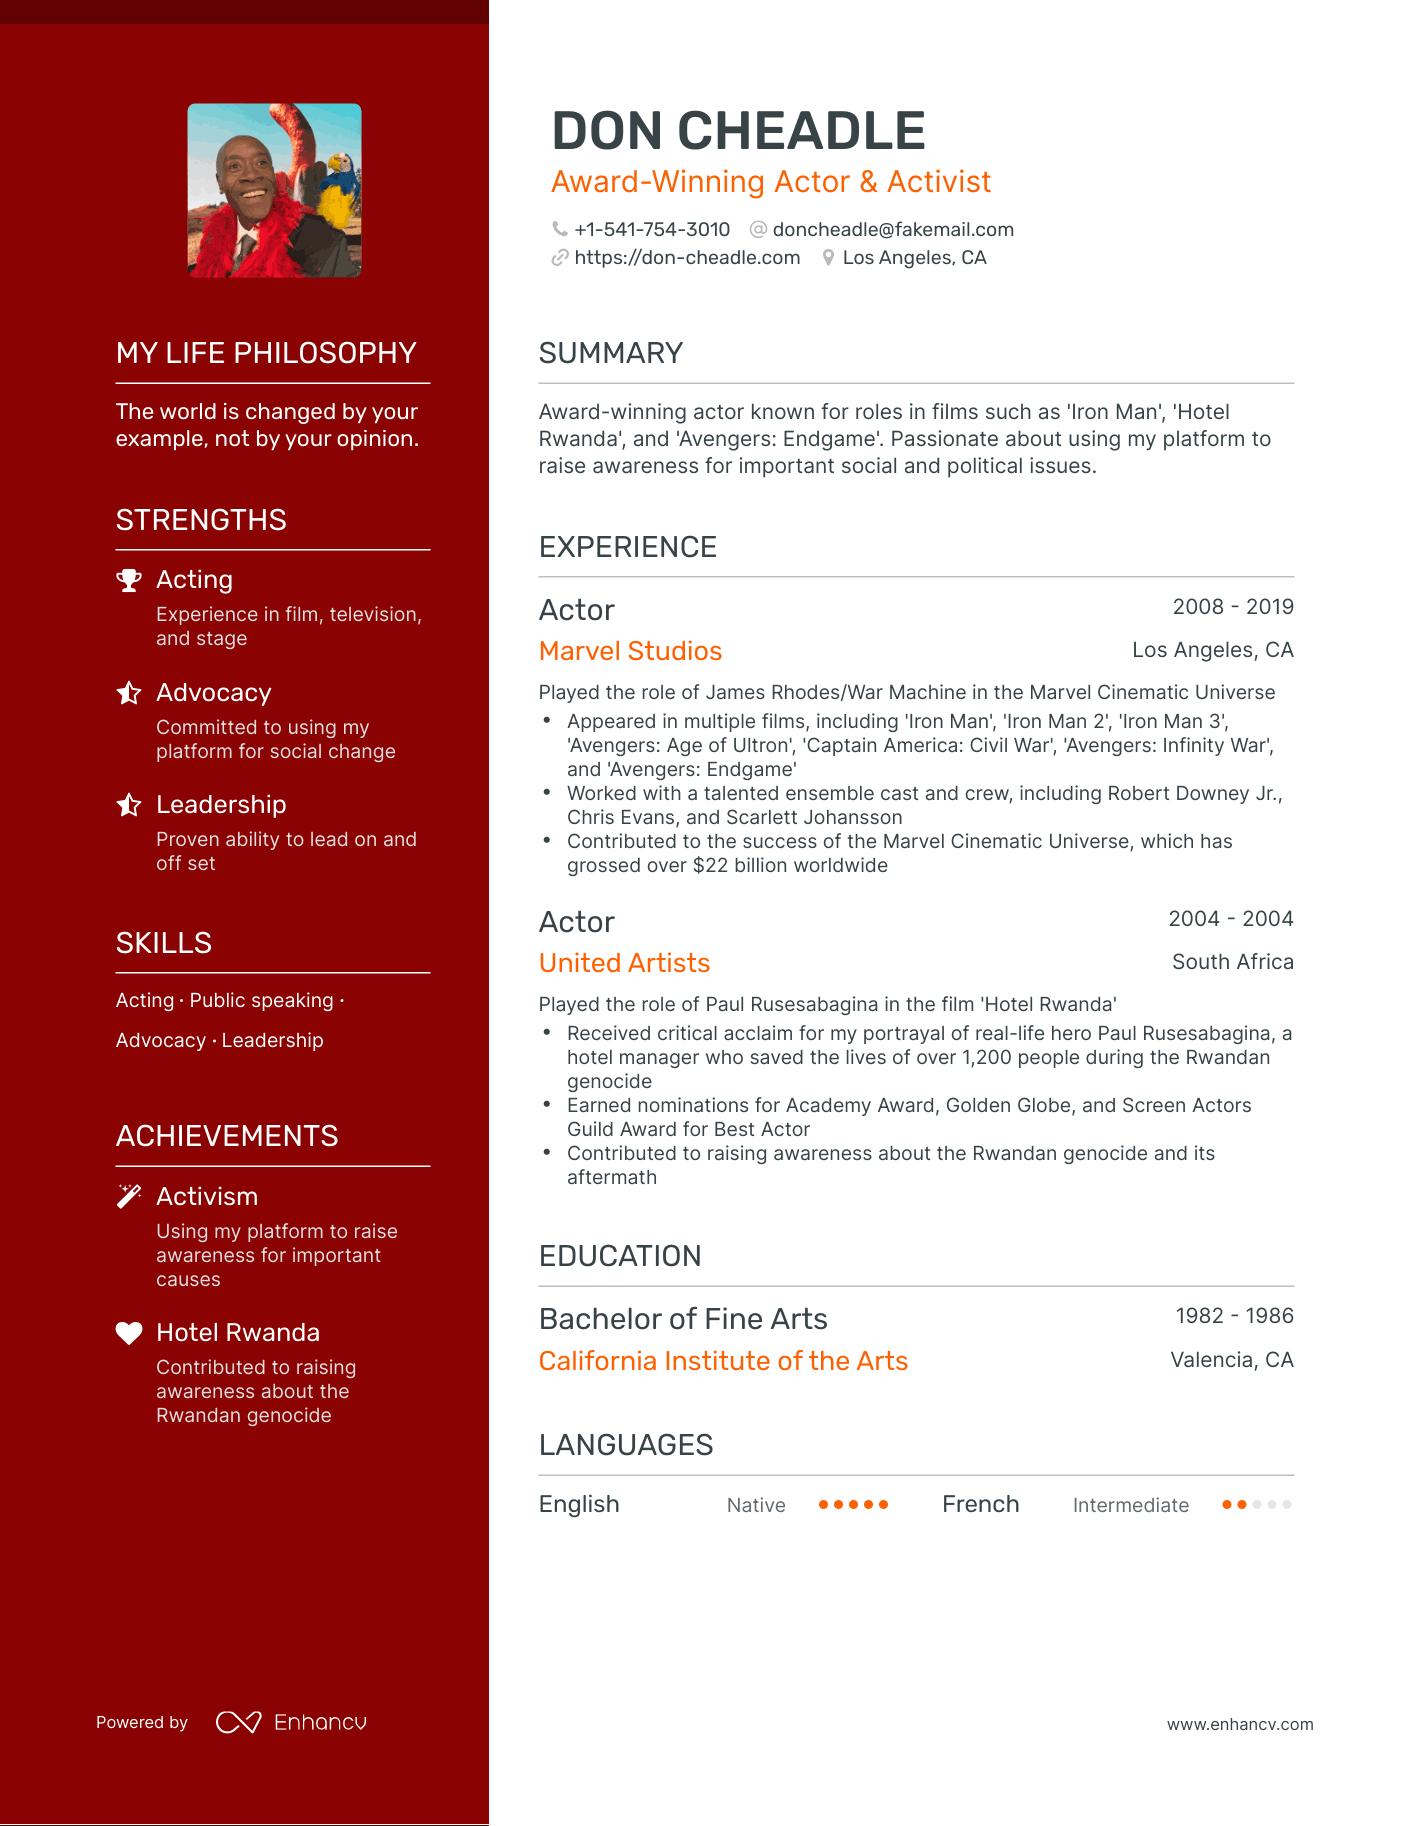 MY LIFE PHILOSOPHY
The world is changed by your
example, not by your opinion.
STRENGTHS
Acting
Experience in film, television,
and stage
Advocacy
Committed to using my
platform for social change
Leadership
Proven ability to lead on and
off set
SKILLS
Acting · Public speaking ·
Advocacy · Leadership
ACHIEVEMENTS
Activism
Using my platform to raise
awareness for important
causes
Hotel Rwanda
Contributed to raising
awareness about the
Rwandan genocide
Powered by Enhancv
DON CHEADLE
Award-Winning Actor & Activist
+1-541-754-3010 doncheadle@fakemail.com
https://don-cheadle.com Los Angeles, CA
SUMMARY
Award-winning actor known for roles in films such as 'Iron Man', 'Hotel
Rwanda', and 'Avengers: Endgame'. Passionate about using my platform to
raise awareness for important social and political issues.
EXPERIENCE
Actor 2008 - 2019
Marvel Studios Los Angeles, CA
Played the role of James Rhodes/War Machine in the Marvel Cinematic Universe
• Appeared in multiple films, including 'Iron Man', 'Iron Man 2', 'Iron Man 3',
'Avengers: Age of Ultron', 'Captain America: Civil War', 'Avengers: Infinity War',
and 'Avengers: Endgame'
• Worked with a talented ensemble cast and crew, including Robert Downey Jr.,
Chris Evans, and Scarlett Johansson
• Contributed to the success of the Marvel Cinematic Universe, which has
grossed over $22 billion worldwide
Actor 2004 - 2004
United Artists South Africa
Played the role of Paul Rusesabagina in the film 'Hotel Rwanda'
• Received critical acclaim for my portrayal of real-life hero Paul Rusesabagina, a
hotel manager who saved the lives of over 1,200 people during the Rwandan
genocide
• Earned nominations for Academy Award, Golden Globe, and Screen Actors
Guild Award for Best Actor
• Contributed to raising awareness about the Rwandan genocide and its
aftermath
EDUCATION
Bachelor of Fine Arts 1982 - 1986
California Institute of the Arts Valencia, CA
LANGUAGES
English Native French Intermediate
www.enhancv.com